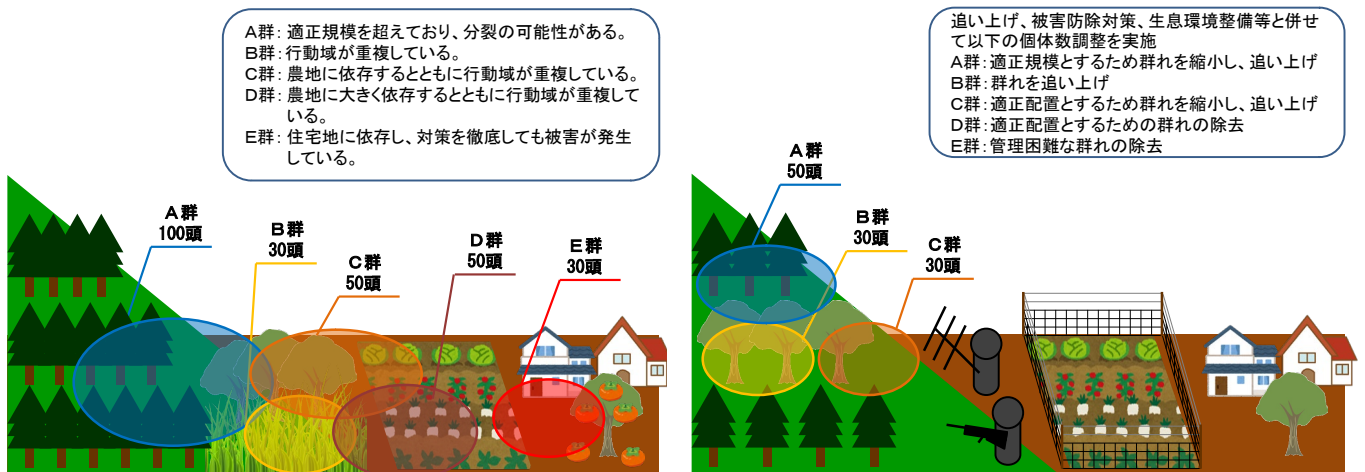 A群：適正規模を超えており、分裂の可能性がある。
B群：行動域が重複している。
C群：農地に依存するとともに行動域が重複している。
D群：農地に大きく依存するとともに行動域が重複して
いる。
E群：住宅地に依存し、対策を徹底しても被害が発生
している。
A群
100頭
B群
30頭
C群
50頭
D群
50頭
E群
30頭
追い上げ、被害防除対策、生息環境整備等と併せ
て以下の個体数調整を実施
A群：適正規模とするため群れを縮小し、追い上げ
B群：群れを追い上げ
C群：適正配置とするため群れを縮小し、追い上げ
D群：適正配置とするための群れの除去
E群：管理困難な群れの除去
A群
50頭
B群
30頭
C群
30頭